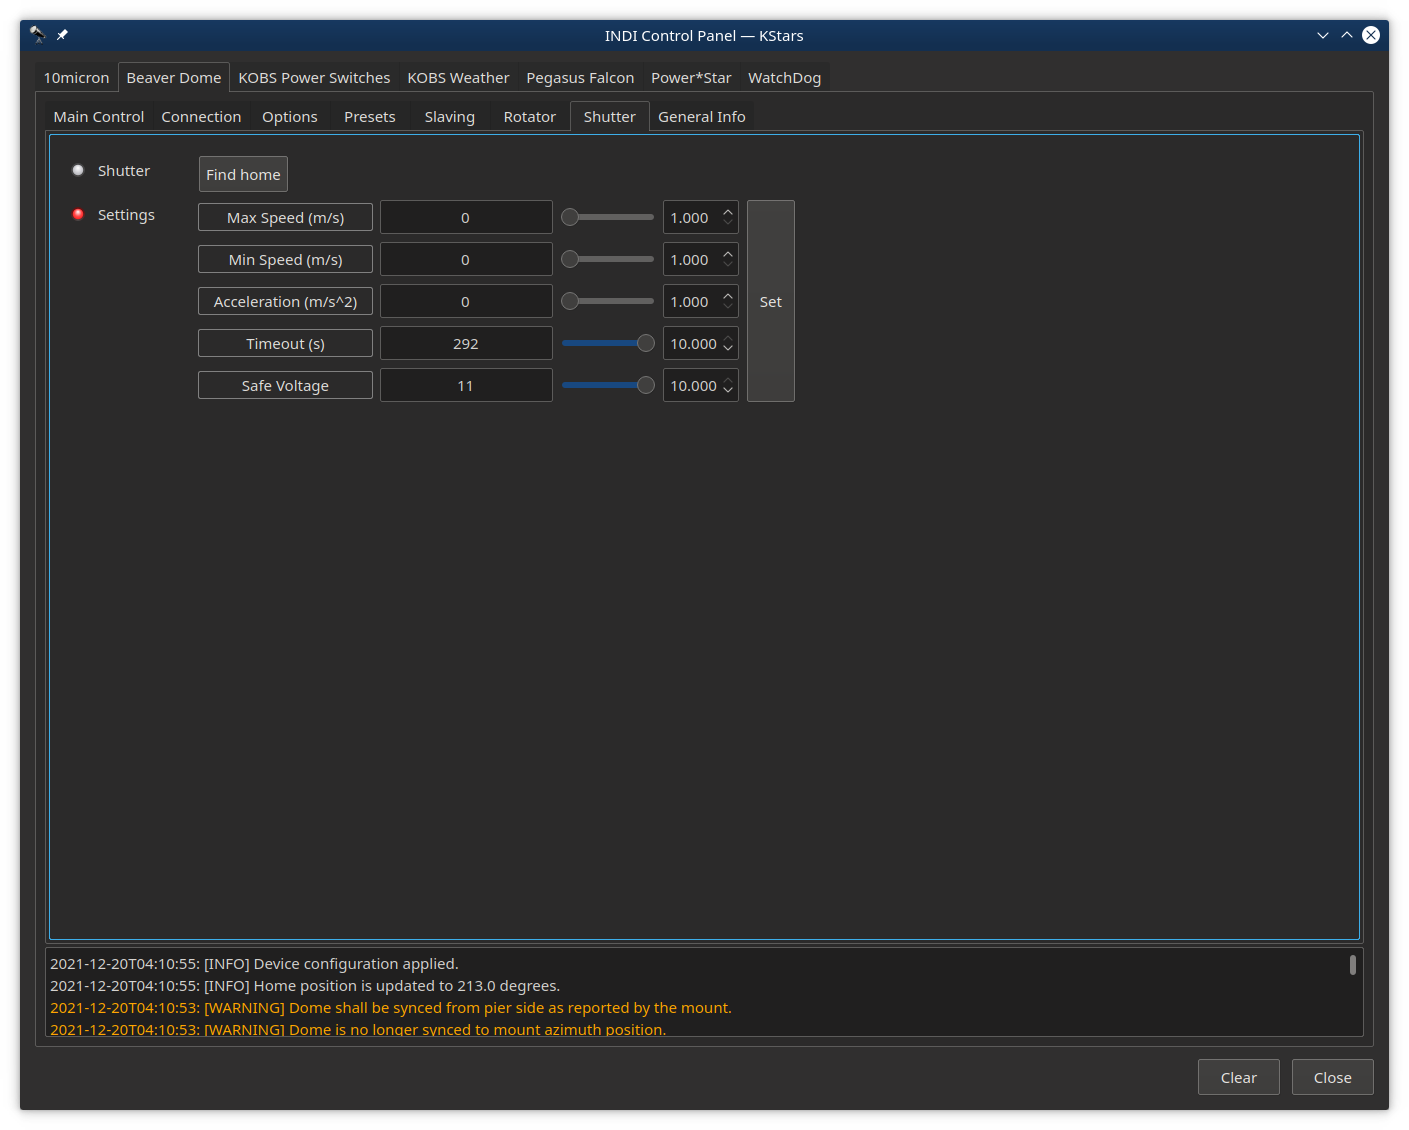 INDI Control Panel — KStars
10micron Beaver Dome KOBS Power Switches KOBS Weather Pegasus Falcon Power*Star WatchDog
Main Control Connection Options Presets Slaving Rotator Shutter General Info
Shutter Find home
Settings Max Speed (m/s) 0 1.000
Min Speed (m/s) 0 1.000
Acceleration (m/s^2) 0 1.000 Set
Timeout (s) 292 10.000
Safe Voltage 11 10.000
2021-12-20T04:10:55: [INFO] Device configuration applied.
2021-12-20T04:10:55: [INFO] Home position is updated to 213.0 degrees.
2021-12-20T04:10:53: [WARNING] Dome shall be synced from pier side as reported by the mount.
2021-12-20T04:10:53: [WARNING] Dome is no longer synced to mount azimuth position.
Clear Close